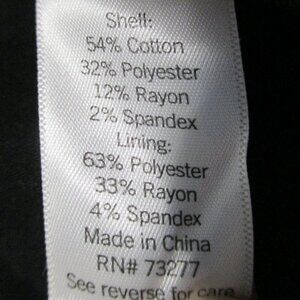 Shell:
54% Cotton
32% Polyester
12% Rayon
2% Spandex
Lining:
63% Polyester
33% Rayon
4% Spandex
Made in China
RN# 73277
See reverse for care